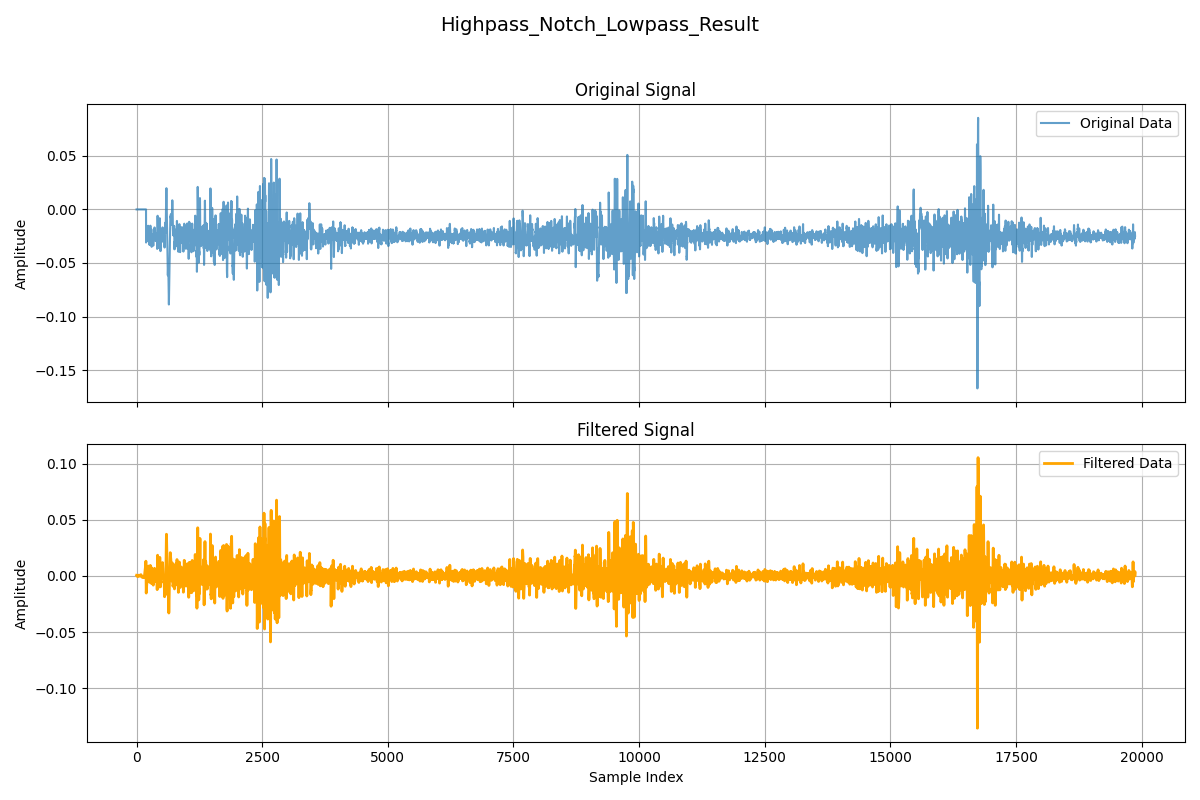 Highpass_Notch_Lowpass_Result
Original Signal
Original Data
Amplitude
0.05
0.00
−0.05
−0.10
−0.15
Filtered Signal
Filtered Data
Amplitude
0.10
0.05
0.00
−0.05
−0.10
0 2500 5000 7500 10000 12500 15000 17500 20000
Sample Index